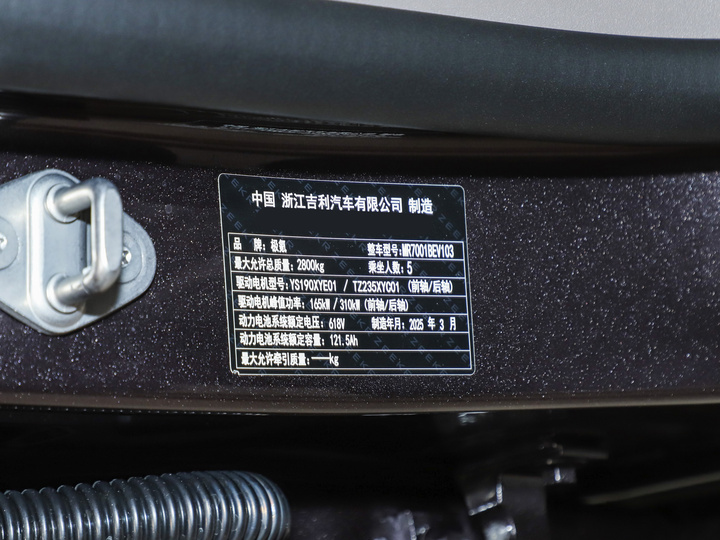 中国 浙江吉利汽车有限公司 制造
品 牌:极氪 整车型号:MR7001BEV103
最大允许总质量:2800kg 乘坐人数:5
驱动电机型号:YS190XYE01 / TZ235XYC01 (前轴/后轴)
驱动电机峰值功率:165kW / 310kW (前轴/后轴)
动力电池系统额定电压:618V 制造年月:2025 年 3 月
动力电池系统额定容量:121.5Ah
最大允许牵引质量:——kg